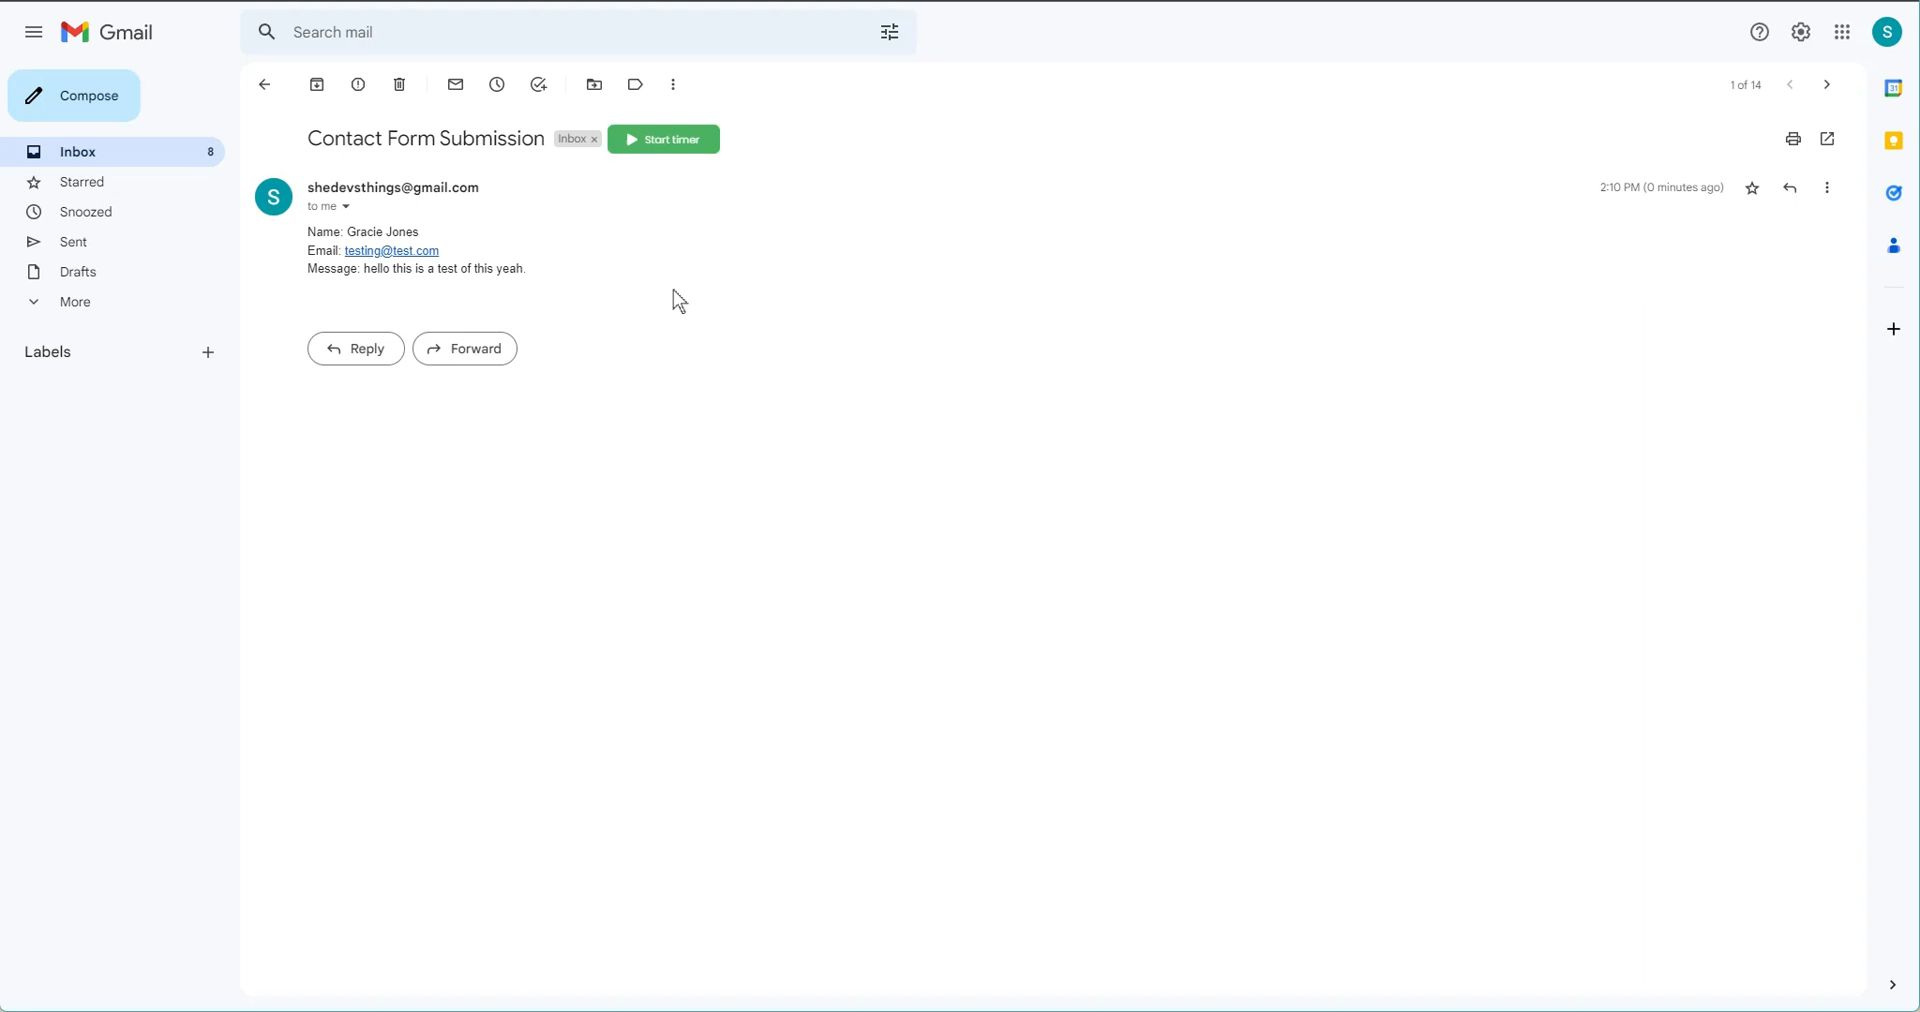 Gmail
Search mail
S
Compose
1 of 14
31
Contact Form Submission Inbox x Start timer
Inbox 8
Starred
Snoozed
Sent
Drafts
More
Labels
S
shedevsthings@gmail.com
2:10 PM (0 minutes ago)
to me
Name: Gracie Jones
Email: testing@test.com
Message: hello this is a test of this yeah.
Reply
Forward